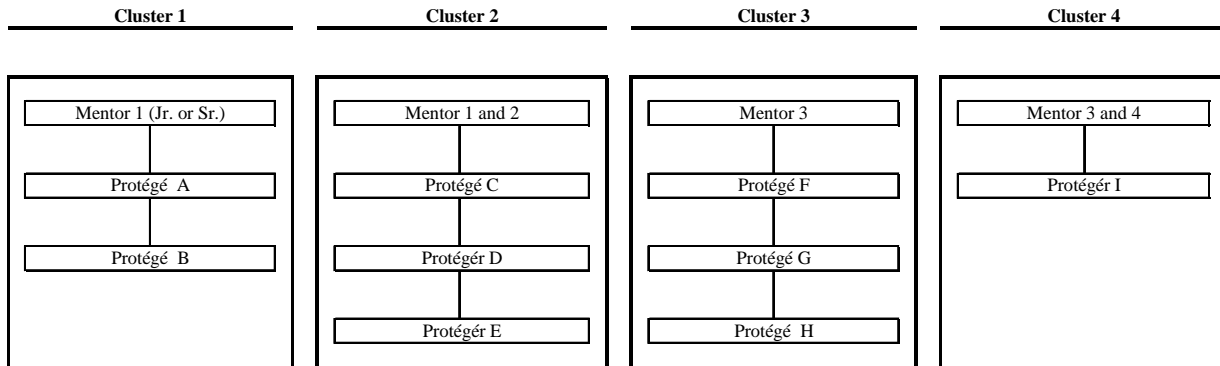 Cluster 1
Cluster 2
Cluster 3
Cluster 4
Mentor 1 (Jr. or Sr.)
Protégé A
Protégé B
Mentor 1 and 2
Protégé C
Protégér D
Protégér E
Mentor 3
Protégé F
Protégé G
Protégé H
Mentor 3 and 4
Protégér I